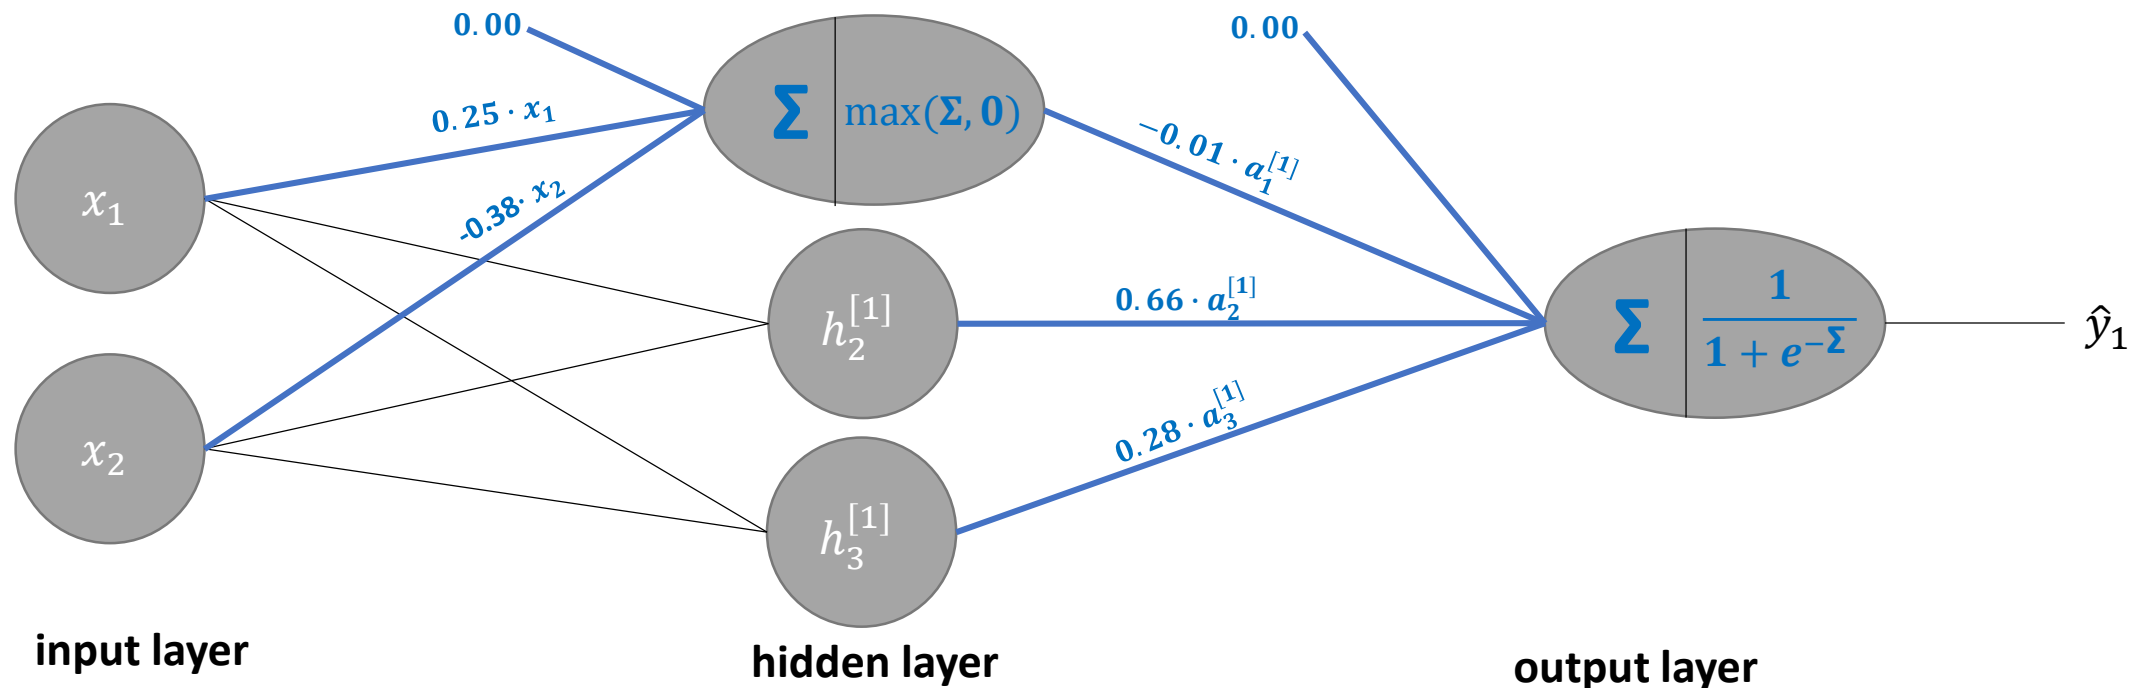 0.00
0.00
0.25 · x₁
Σ
max(Σ, 0)
−0.01 · a₁^[1]
x₁
-0.38· x₂
0.66 · a₂^[1]
h₂^[1]
Σ
1
1 + e^−Σ
ŷ₁
0.28 · a₃^[1]
x₂
h₃^[1]
input layer
hidden layer
output layer